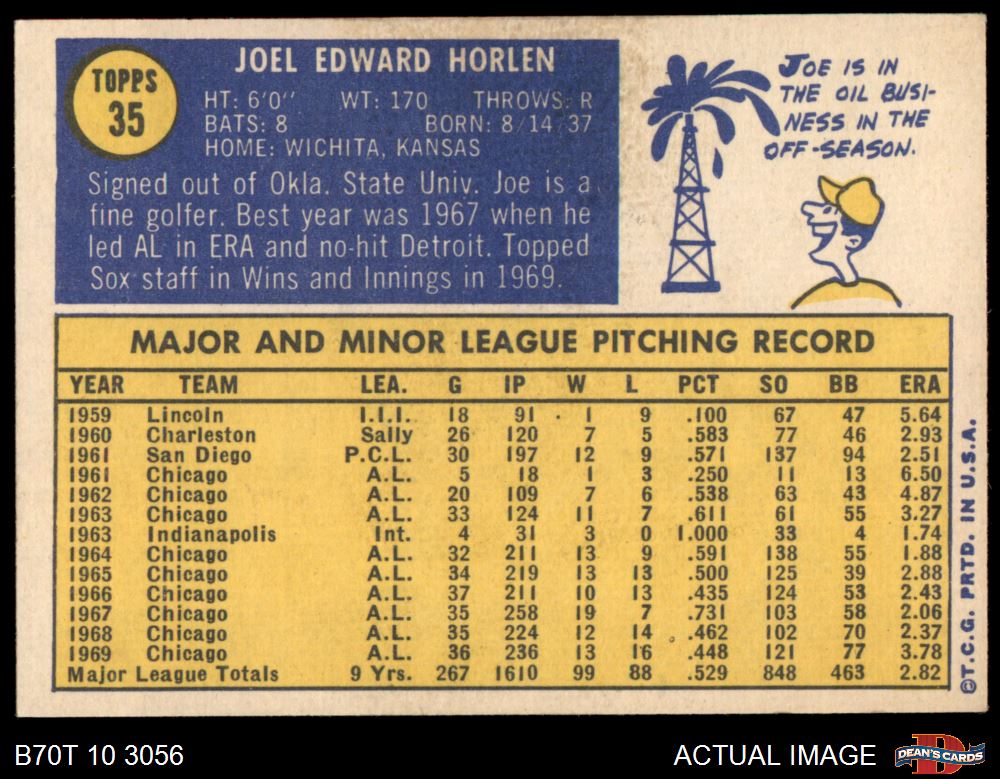 TOPPS
35
JOEL EDWARD HORLEN
HT: 6'0" WT: 170 THROWS: R
BATS: 8 BORN: 8/14/37
HOME: WICHITA, KANSAS
Signed out of Okla. State Univ. Joe is a
fine golfer. Best year was 1967 when he
led AL in ERA and no-hit Detroit. Topped
Sox staff in Wins and Innings in 1969.
JOE IS IN
THE OIL BUSI-
NESS IN THE
OFF-SEASON.
MAJOR AND MINOR LEAGUE PITCHING RECORD
YEAR TEAM LEA. G IP W L PCT SO BB ERA
1959 Lincoln I.I.I. 18 91 1 9 .100 67 47 5.64
1960 Charleston Sally 26 120 7 5 .583 77 46 2.93
1961 San Diego P.C.L. 30 197 12 9 .571 137 94 2.51
1961 Chicago A.L. 5 18 1 3 .250 11 13 6.50
1962 Chicago A.L. 20 109 7 6 .538 63 43 4.87
1963 Chicago A.L. 33 124 11 7 .611 61 55 3.27
1963 Indianapolis Int. 4 31 3 0 1.000 33 4 1.74
1964 Chicago A.L. 32 211 13 9 .591 138 55 1.88
1965 Chicago A.L. 34 219 13 13 .500 125 39 2.88
1966 Chicago A.L. 37 211 10 13 .435 124 53 2.43
1967 Chicago A.L. 35 258 19 7 .731 103 58 2.06
1968 Chicago A.L. 35 224 12 14 .462 102 70 2.37
1969 Chicago A.L. 36 236 13 16 .448 121 77 3.78
Major League Totals 9 Yrs. 267 1610 99 88 .529 848 463 2.82
©T.C.G. PRTD. IN U.S.A.
B70T 10 3056
ACTUAL IMAGE
DEAN'S CARDS